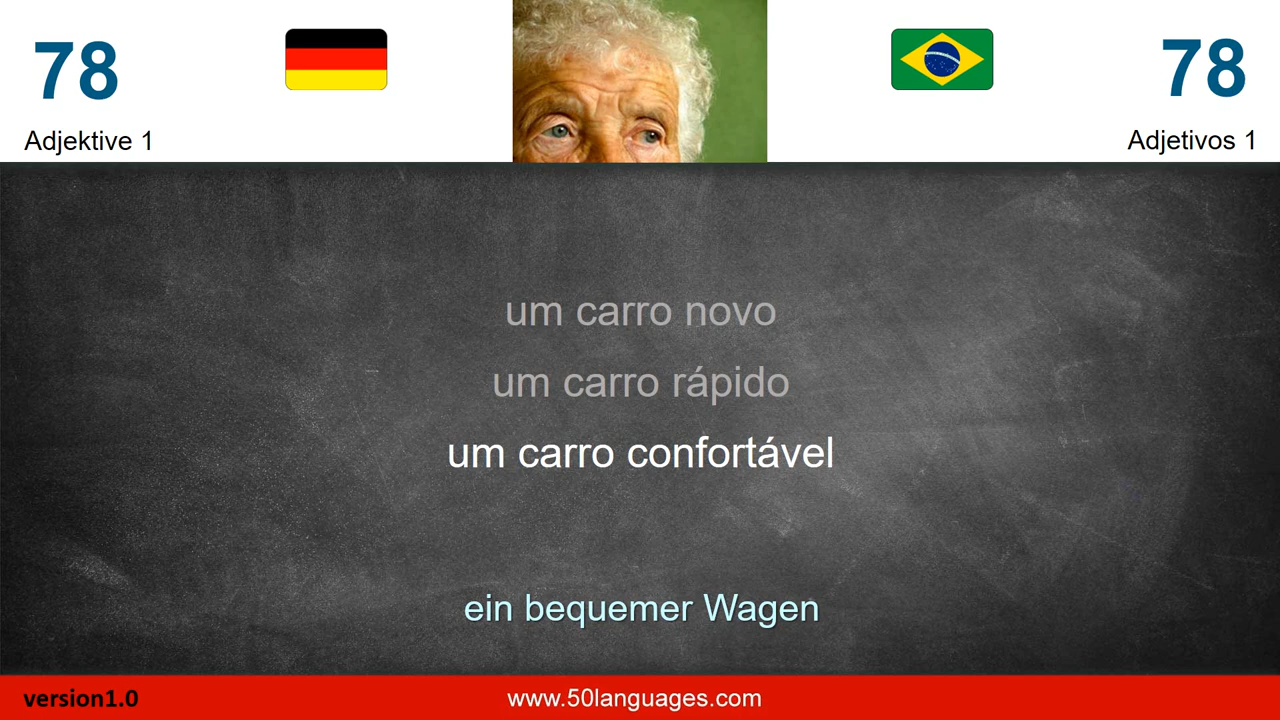 78
78
Adjektive 1
Adjetivos 1
um carro novo
um carro rápido
um carro confortável
ein bequemer Wagen
version1.0
www.50languages.com